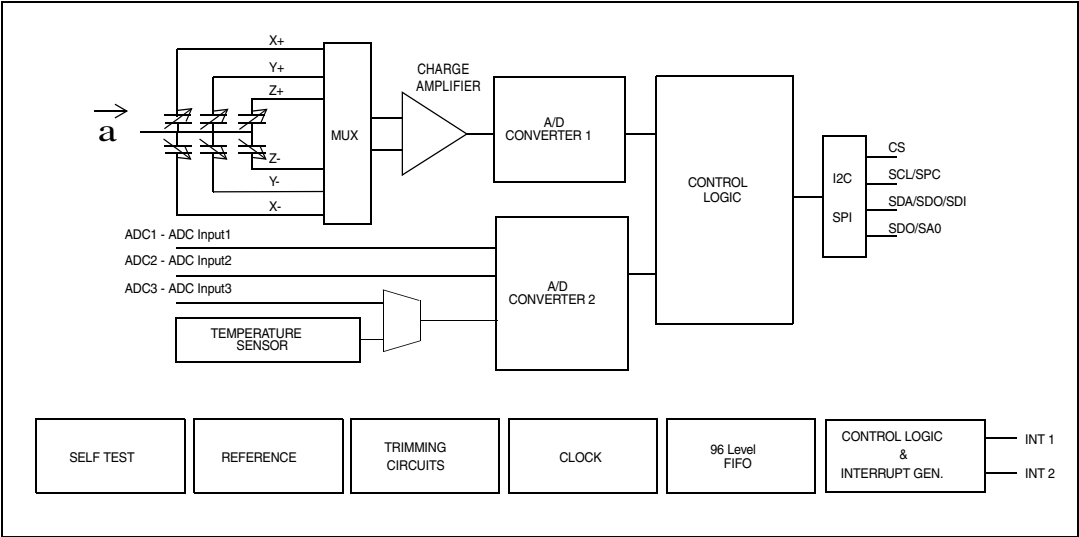 X+
Y+
Z+
a
Z-
Y-
X-
MUX
CHARGE
AMPLIFIER
A/D
CONVERTER 1
CONTROL
LOGIC
I2C
SPI
CS
SCL/SPC
SDA/SDO/SDI
SDO/SA0
ADC1 - ADC Input1
ADC2 - ADC Input2
ADC3 - ADC Input3
A/D
CONVERTER 2
TEMPERATURE
SENSOR
SELF TEST
REFERENCE
TRIMMING
CIRCUITS
CLOCK
96 Level
FIFO
CONTROL LOGIC
&
INTERRUPT GEN.
INT 1
INT 2